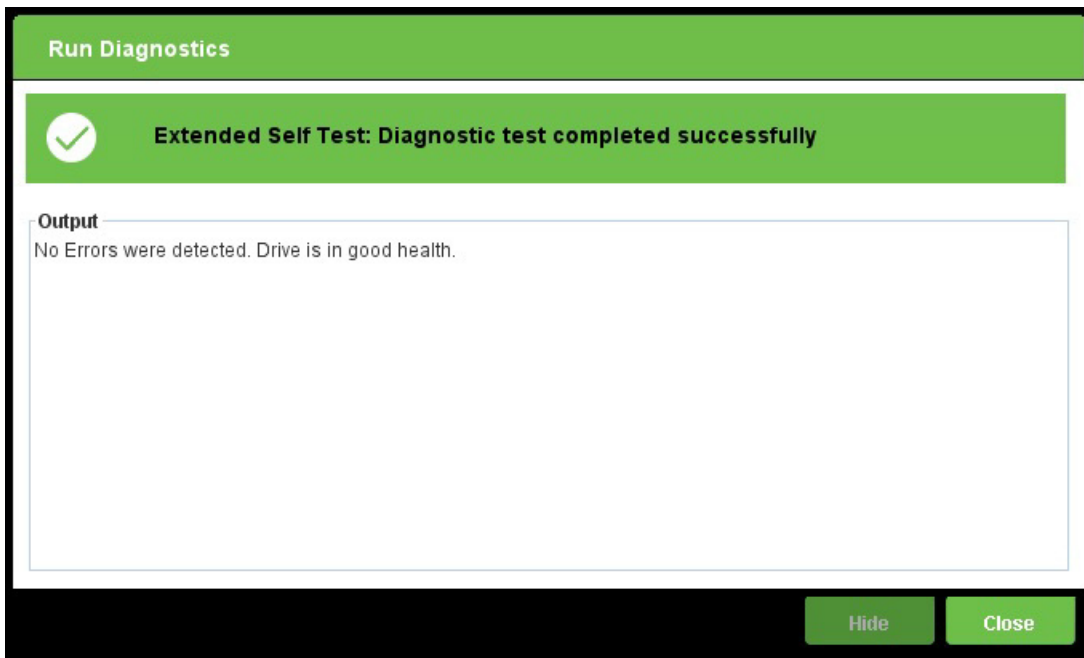 Run Diagnostics
Extended Self Test: Diagnostic test completed successfully
Output
No Errors were detected. Drive is in good health.
Hide
Close